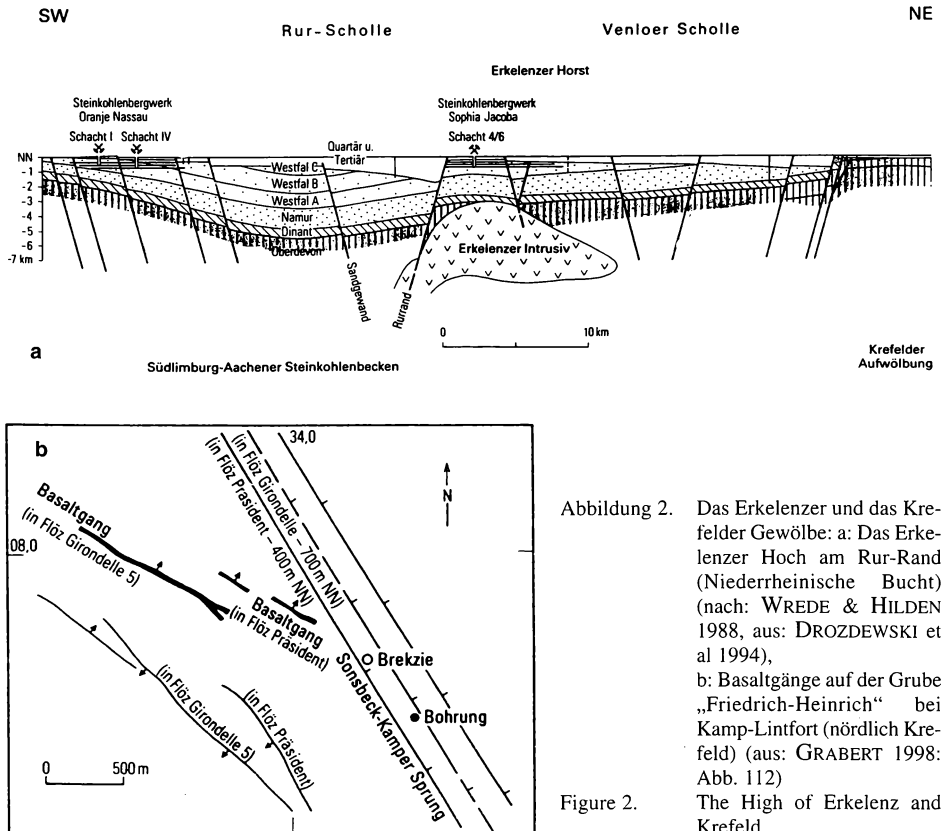 SW
NE
Rur-Scholle
Venloer Scholle
Erkelenzer Horst
Steinkohlenbergwerk
Oranje Nassau
Schacht I Schacht IV
Steinkohlenbergwerk
Sophia Jacoba
Schacht 4/6
Quartär u.
Tertiär
NN
-1
-2
-3
-4
-5
-6
-7 km
Westfal C
Westfal B
Westfal A
Namur
Dinant
Oberdevon
Sandgewand
Rurrand
Erkelenzer Intrusiv
0 10 km
a
Südlimburg-Aachener Steinkohlenbecken
Krefelder
Aufwölbung
b
34,0
08,0
N
Basaltgang
(in Flöz Girondelle 5)
Basaltgang
(in Flöz Präsident)
(in Flöz Präsident – 400 m NN)
(in Flöz Girondelle – 700 m NN)
Sonsbeck-Kamper Sprung
Brekzie
Bohrung
(in Flöz Girondelle 5)
(in Flöz Präsident)
0 500 m
Abbildung 2. Das Erkelenzer und das Kre-
felder Gewölbe: a: Das Erke-
lenzer Hoch am Rur-Rand
(Niederrheinische Bucht)
(nach: WREDE & HILDEN
1988, aus: DROZDEWSKI et
al 1994),
b: Basaltgänge auf der Grube
„Friedrich-Heinrich“ bei
Kamp-Lintfort (nördlich Kre-
feld) (aus: GRABERT 1998:
Abb. 112)
Figure 2. The High of Erkelenz and
Krefeld